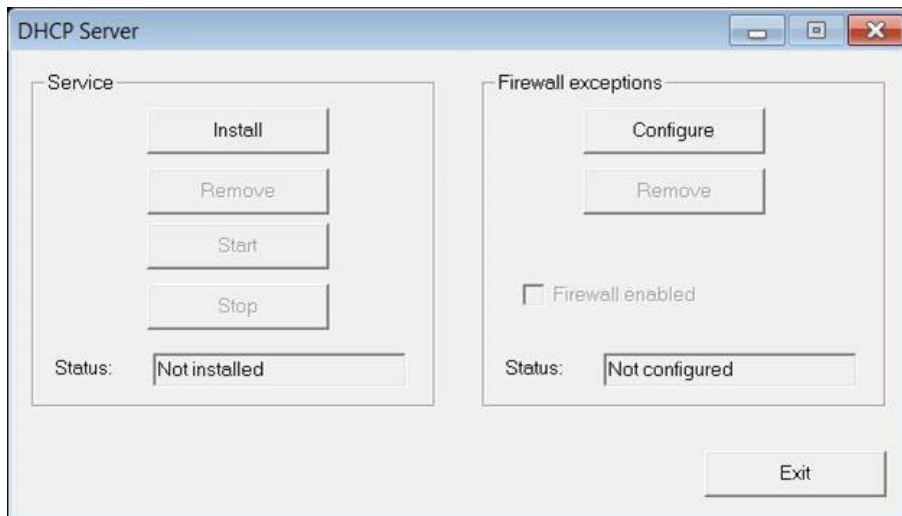 DHCP Server
Service
Install
Remove
Start
Stop
Status: Not installed
Firewall exceptions
Configure
Remove
Firewall enabled
Status: Not configured
Exit